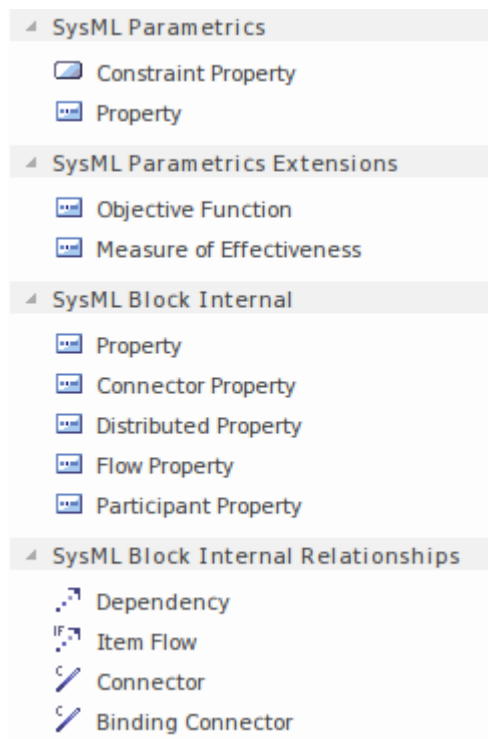 SysML Parametrics
Constraint Property
Property
SysML Parametrics Extensions
Objective Function
Measure of Effectiveness
SysML Block Internal
Property
Connector Property
Distributed Property
Flow Property
Participant Property
SysML Block Internal Relationships
Dependency
IF Item Flow
C Connector
C Binding Connector